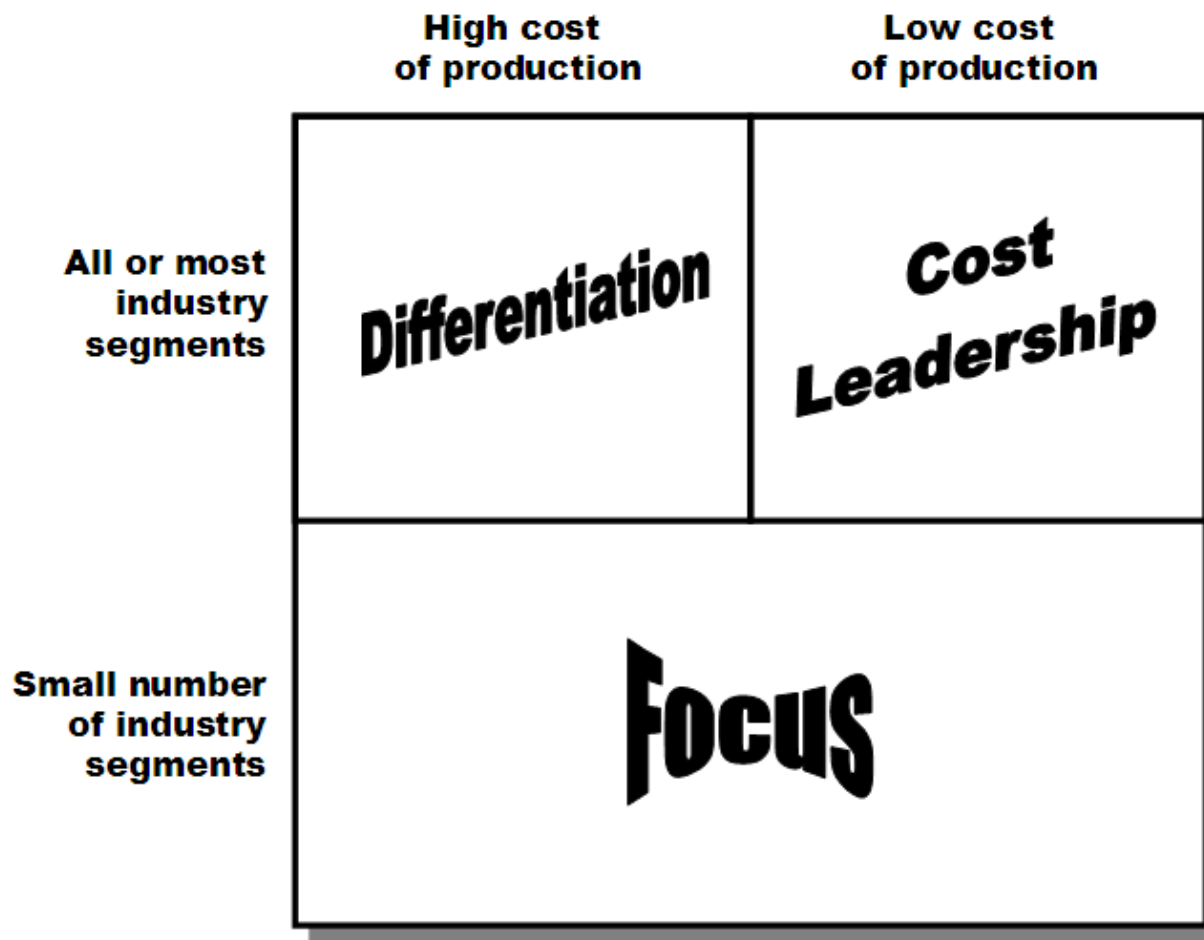 High cost
of production
Low cost
of production
All or most
industry
segments
Differentiation
Cost
Leadership
Small number
of industry
segments
Focus